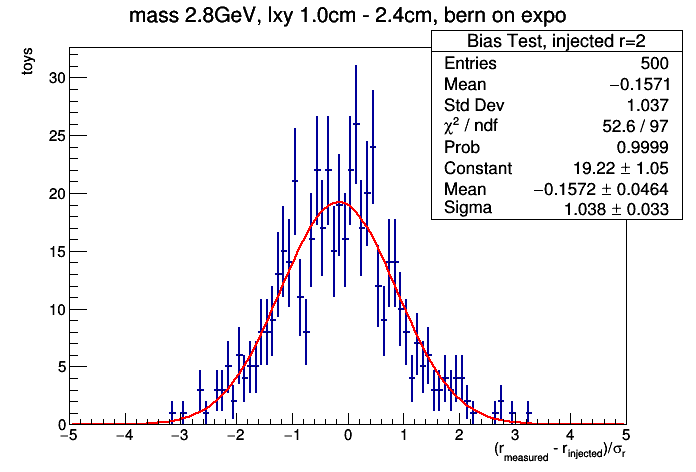 mass 2.8GeV, lxy 1.0cm - 2.4cm, bern on expo
toys
Bias Test, injected r=2
Entries 500
Mean −0.1571
Std Dev 1.037
χ² / ndf 52.6 / 97
Prob 0.9999
Constant 19.22 ± 1.05
Mean −0.1572 ± 0.0464
Sigma 1.038 ± 0.033
30
25
20
15
10
5
0
−5 −4 −3 −2 −1 0 1 2 3 4 5
(r_measured - r_injected)/σ_r